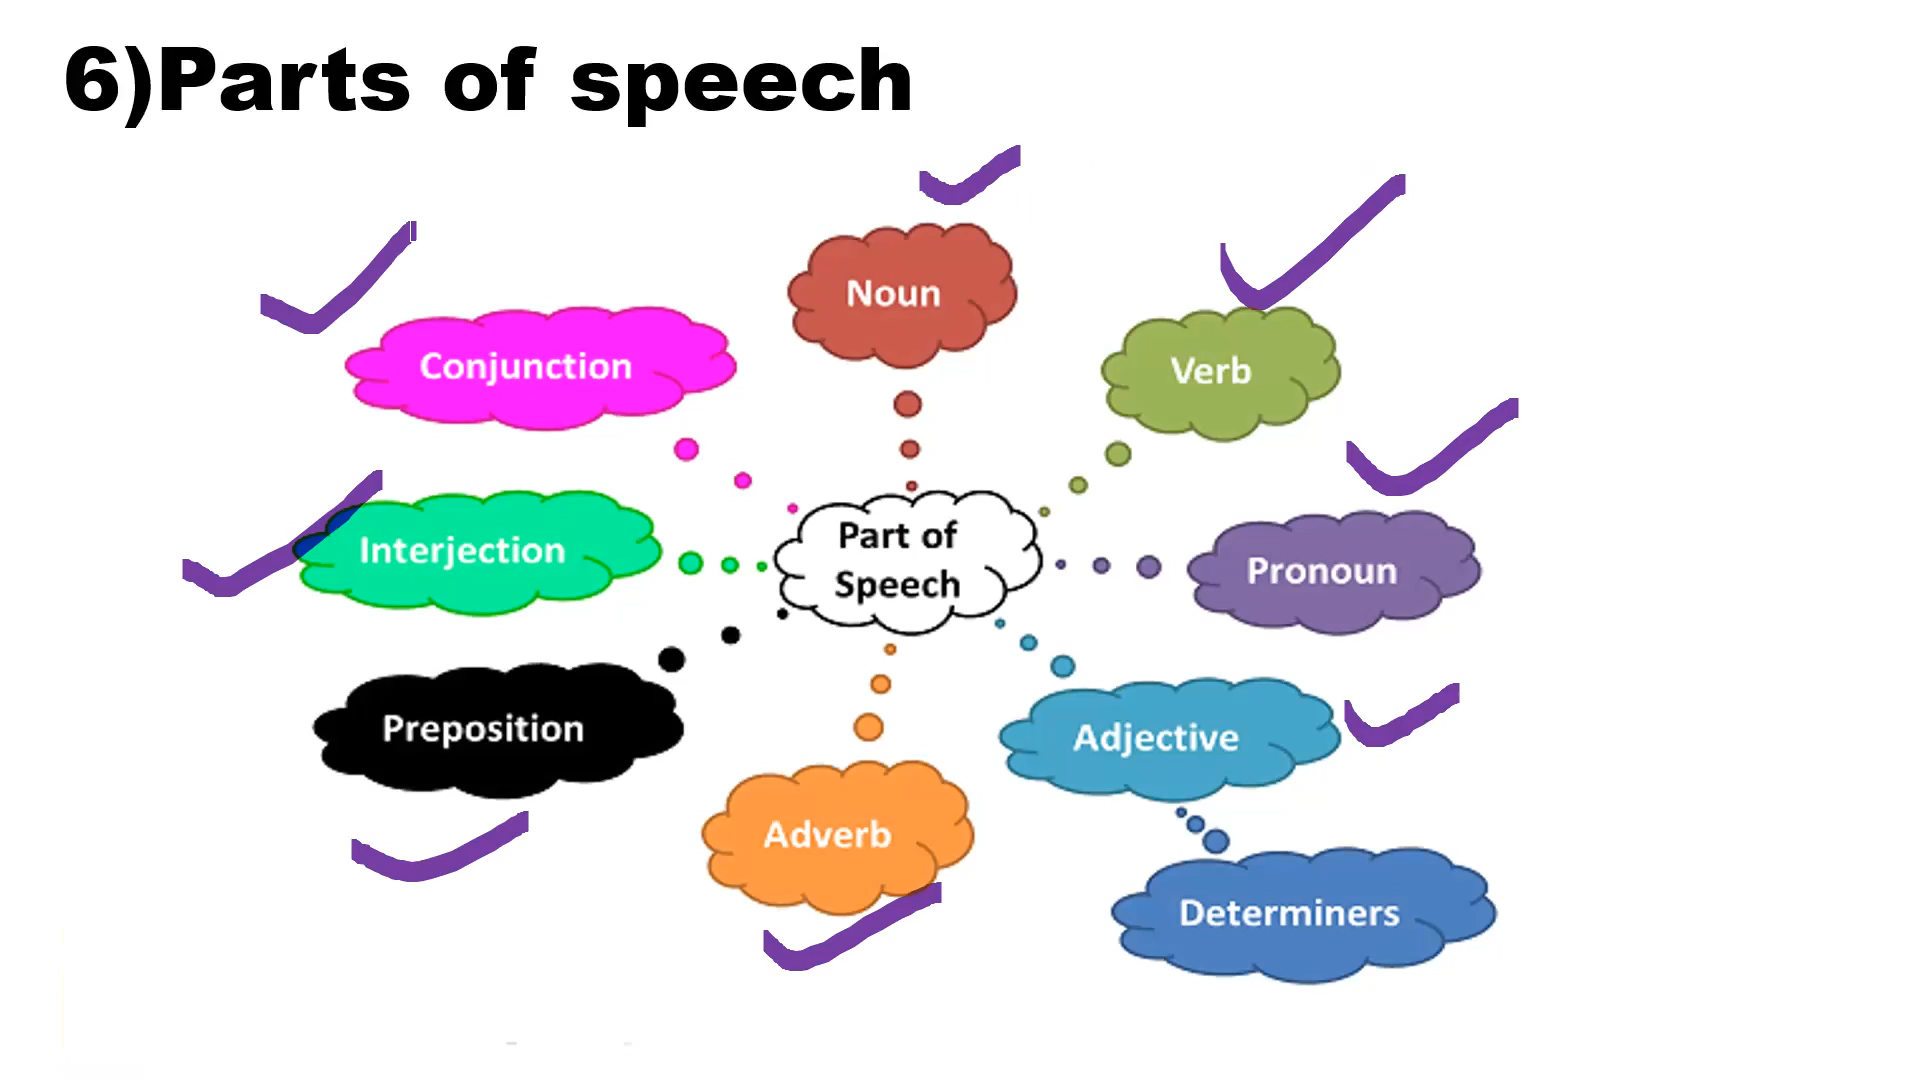 6)Parts of speech
Noun
Conjunction
Verb
Part of
Speech
Interjection
Pronoun
Preposition
Adjective
Adverb
Determiners